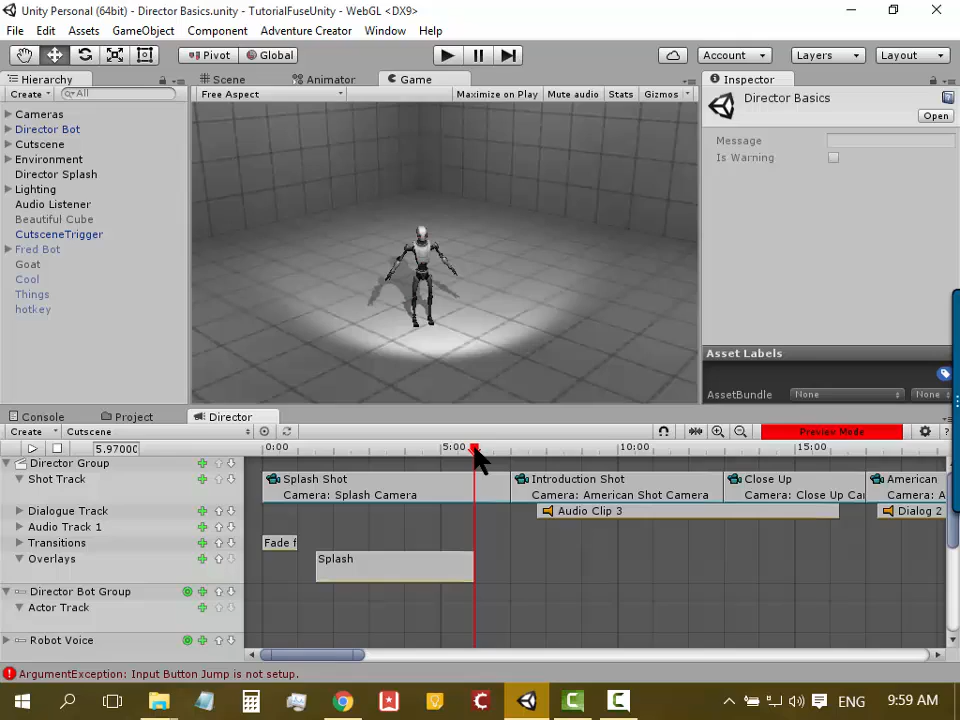 Unity Personal (64bit) - Director Basics.unity - TutorialFuseUnity - WebGL <DX9>
File Edit Assets GameObject Component Adventure Creator Window Help
Pivot Global Account Layers Layout
Hierarchy Scene Animator Game Inspector
Create All Free Aspect Maximize on Play Mute audio Stats Gizmos Director Basics
Open
Cameras
Director Bot
Cutscene
Environment
Director Splash
Lighting
Audio Listener
Beautiful Cube
CutsceneTrigger
Fred Bot
Goat
Cool
Things
hotkey
Message
Is Warning
Asset Labels
AssetBundle None None
Console Project Director
Create Cutscene Preview Mode ?
5.9700 0:00 5:00 10:00 15:00
Director Group
Shot Track Splash Shot Introduction Shot Close Up American
Camera: Splash Camera Camera: American Shot Camera Camera: Close Up Ca Camera: A
Dialogue Track Audio Clip 3 Dialog 2
Audio Track 1
Transitions Fade f
Overlays Splash
Director Bot Group
Actor Track
Robot Voice
ArgumentException: Input Button Jump is not setup.
ENG 9:59 AM